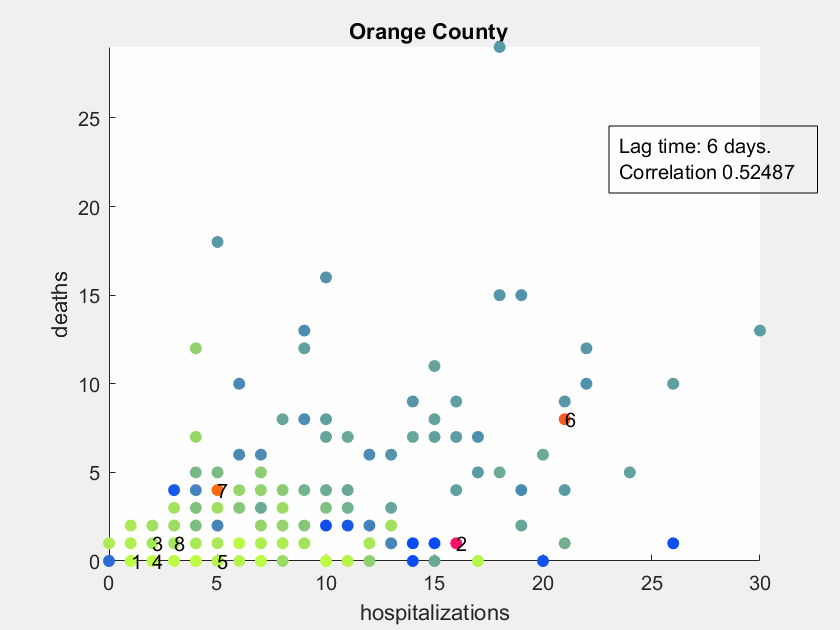 Orange County
Lag time: 6 days.
Correlation 0.52487
deaths
25
20
15
10
5
0
6
7
2
3 8
1 4 5
0 5 10 15 20 25 30
hospitalizations